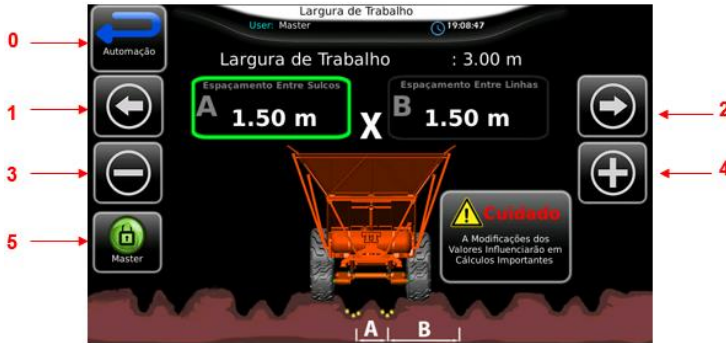 Largura de Trabalho
User: Master
19:08:47
0
Automação
Largura de Trabalho : 3.00 m
1
Espaçamento Entre Sulcos
A 1.50 m
X
Espaçamento Entre Linhas
B 1.50 m
2
3
4
Cuidado
A Modificações dos
Valores Influenciarão em
Cálculos Importantes
5
Master
A B